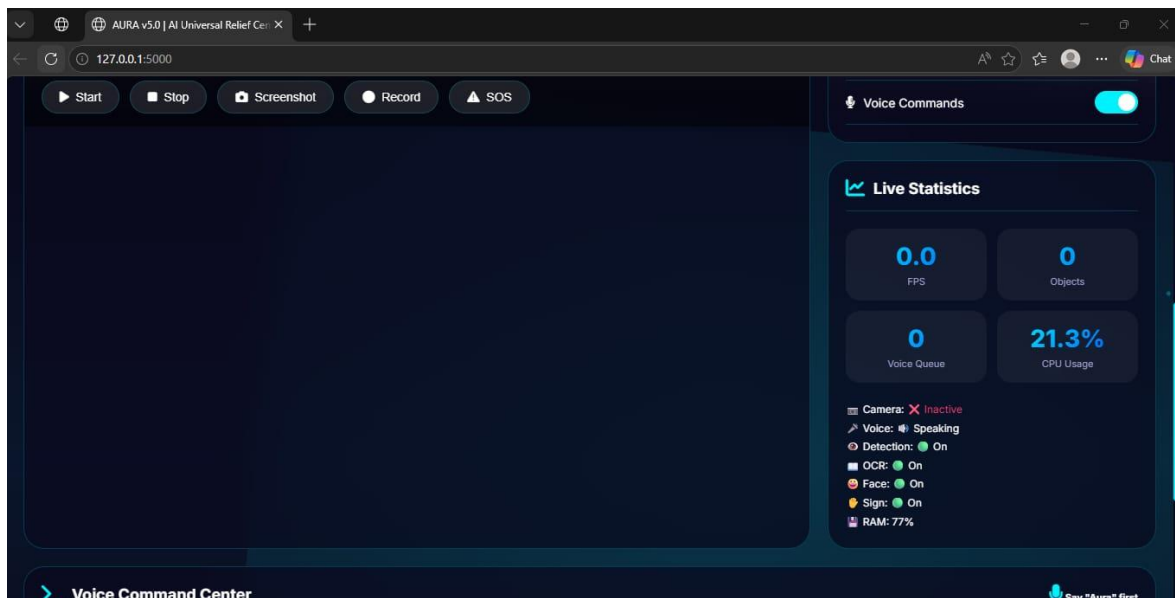 AURA v5.0 | AI Universal Relief Cen
127.0.0.1:5000
Chat
Start
Stop
Screenshot
Record
SOS
Voice Commands
Live Statistics
0.0
FPS
0
Objects
0
Voice Queue
21.3%
CPU Usage
Camera: ❌ Inactive
Voice: 🔊 Speaking
Detection: 🟢 On
OCR: 🟢 On
Face: 🟢 On
Sign: 🟢 On
RAM: 77%
Voice Command Center
Say "Aura" first